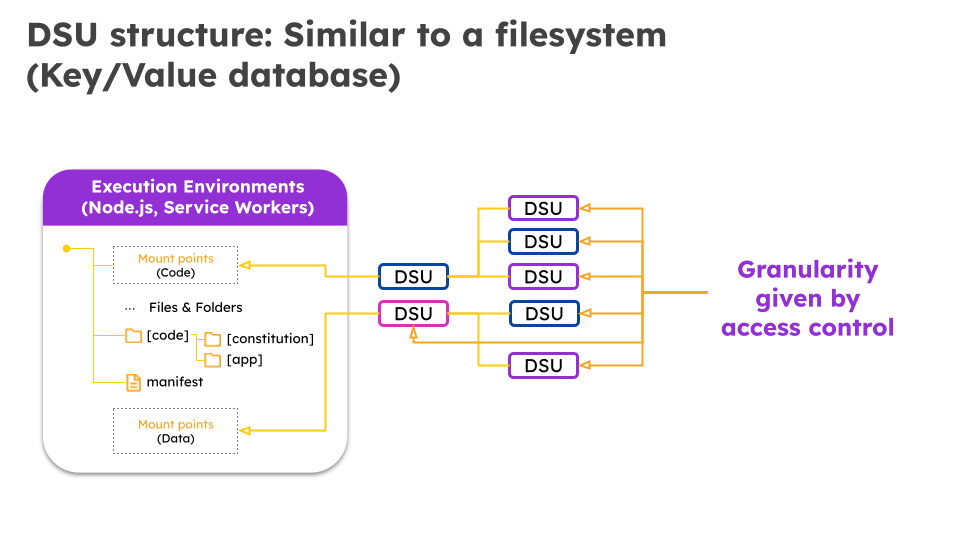 DSU structure: Similar to a filesystem
(Key/Value database)
Execution Environments
(Node.js, Service Workers)
Mount points
(Code)
... Files & Folders
[code]
[constitution]
[app]
manifest
Mount points
(Data)
DSU
DSU
DSU
DSU
DSU
DSU
DSU
Granularity
given by
access control